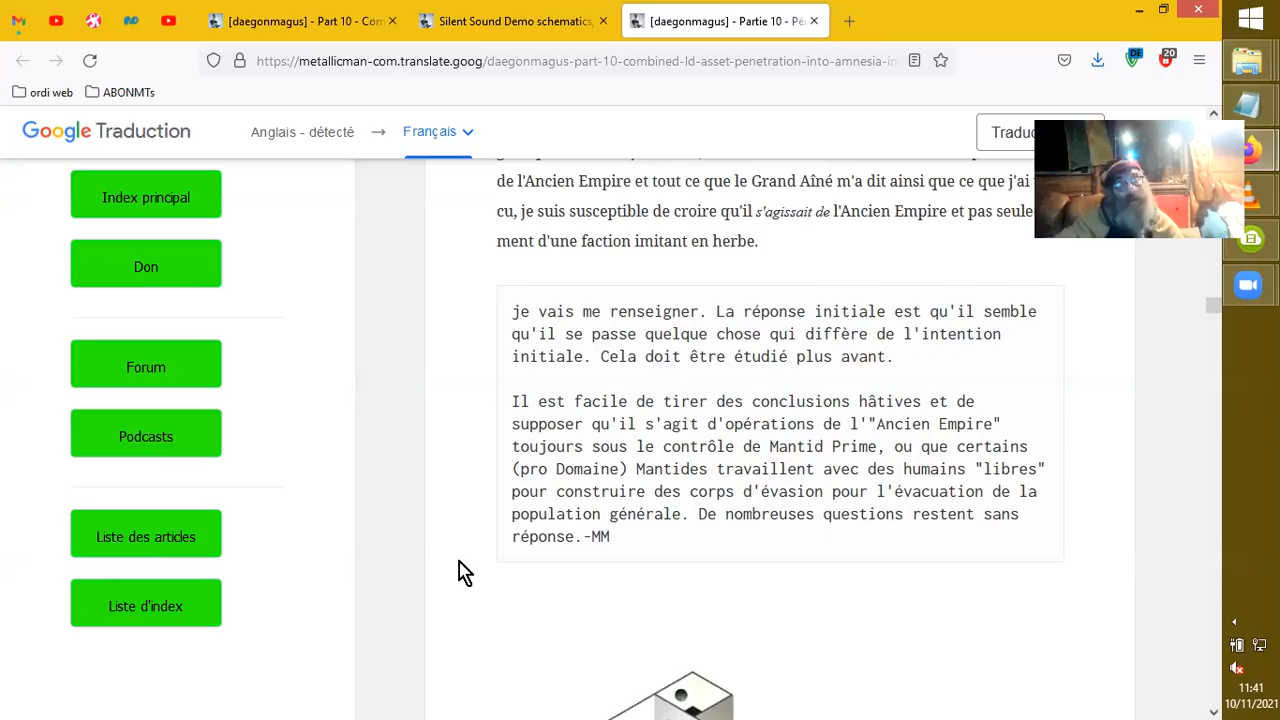 [daegonmagus] - Part 10 - Com
Silent Sound Demo schematics,
[daegonmagus] - Partie 10 - Pé
https://metallicman-com.translate.goog/daegonmagus-part-10-combined-ld-asset-penetration-into-amnesia-in
DE
20
ordi web
ABONMTs
Google Traduction
Anglais - détecté
Français
Traduc
Index principal
Don
Forum
Podcasts
Liste des articles
Liste d'index
de l'Ancien Empire et tout ce que le Grand Aîné m'a dit ainsi que ce que j'ai
cu, je suis susceptible de croire qu'il s'agissait de l'Ancien Empire et pas seule-
ment d'une faction imitant en herbe.
je vais me renseigner. La réponse initiale est qu'il semble
qu'il se passe quelque chose qui diffère de l'intention
initiale. Cela doit être étudié plus avant.
Il est facile de tirer des conclusions hâtives et de
supposer qu'il s'agit d'opérations de l'"Ancien Empire"
toujours sous le contrôle de Mantid Prime, ou que certains
(pro Domaine) Mantides travaillent avec des humains "libres"
pour construire des corps d'évasion pour l'évacuation de la
population générale. De nombreuses questions restent sans
réponse.-MM
11:41
10/11/2021